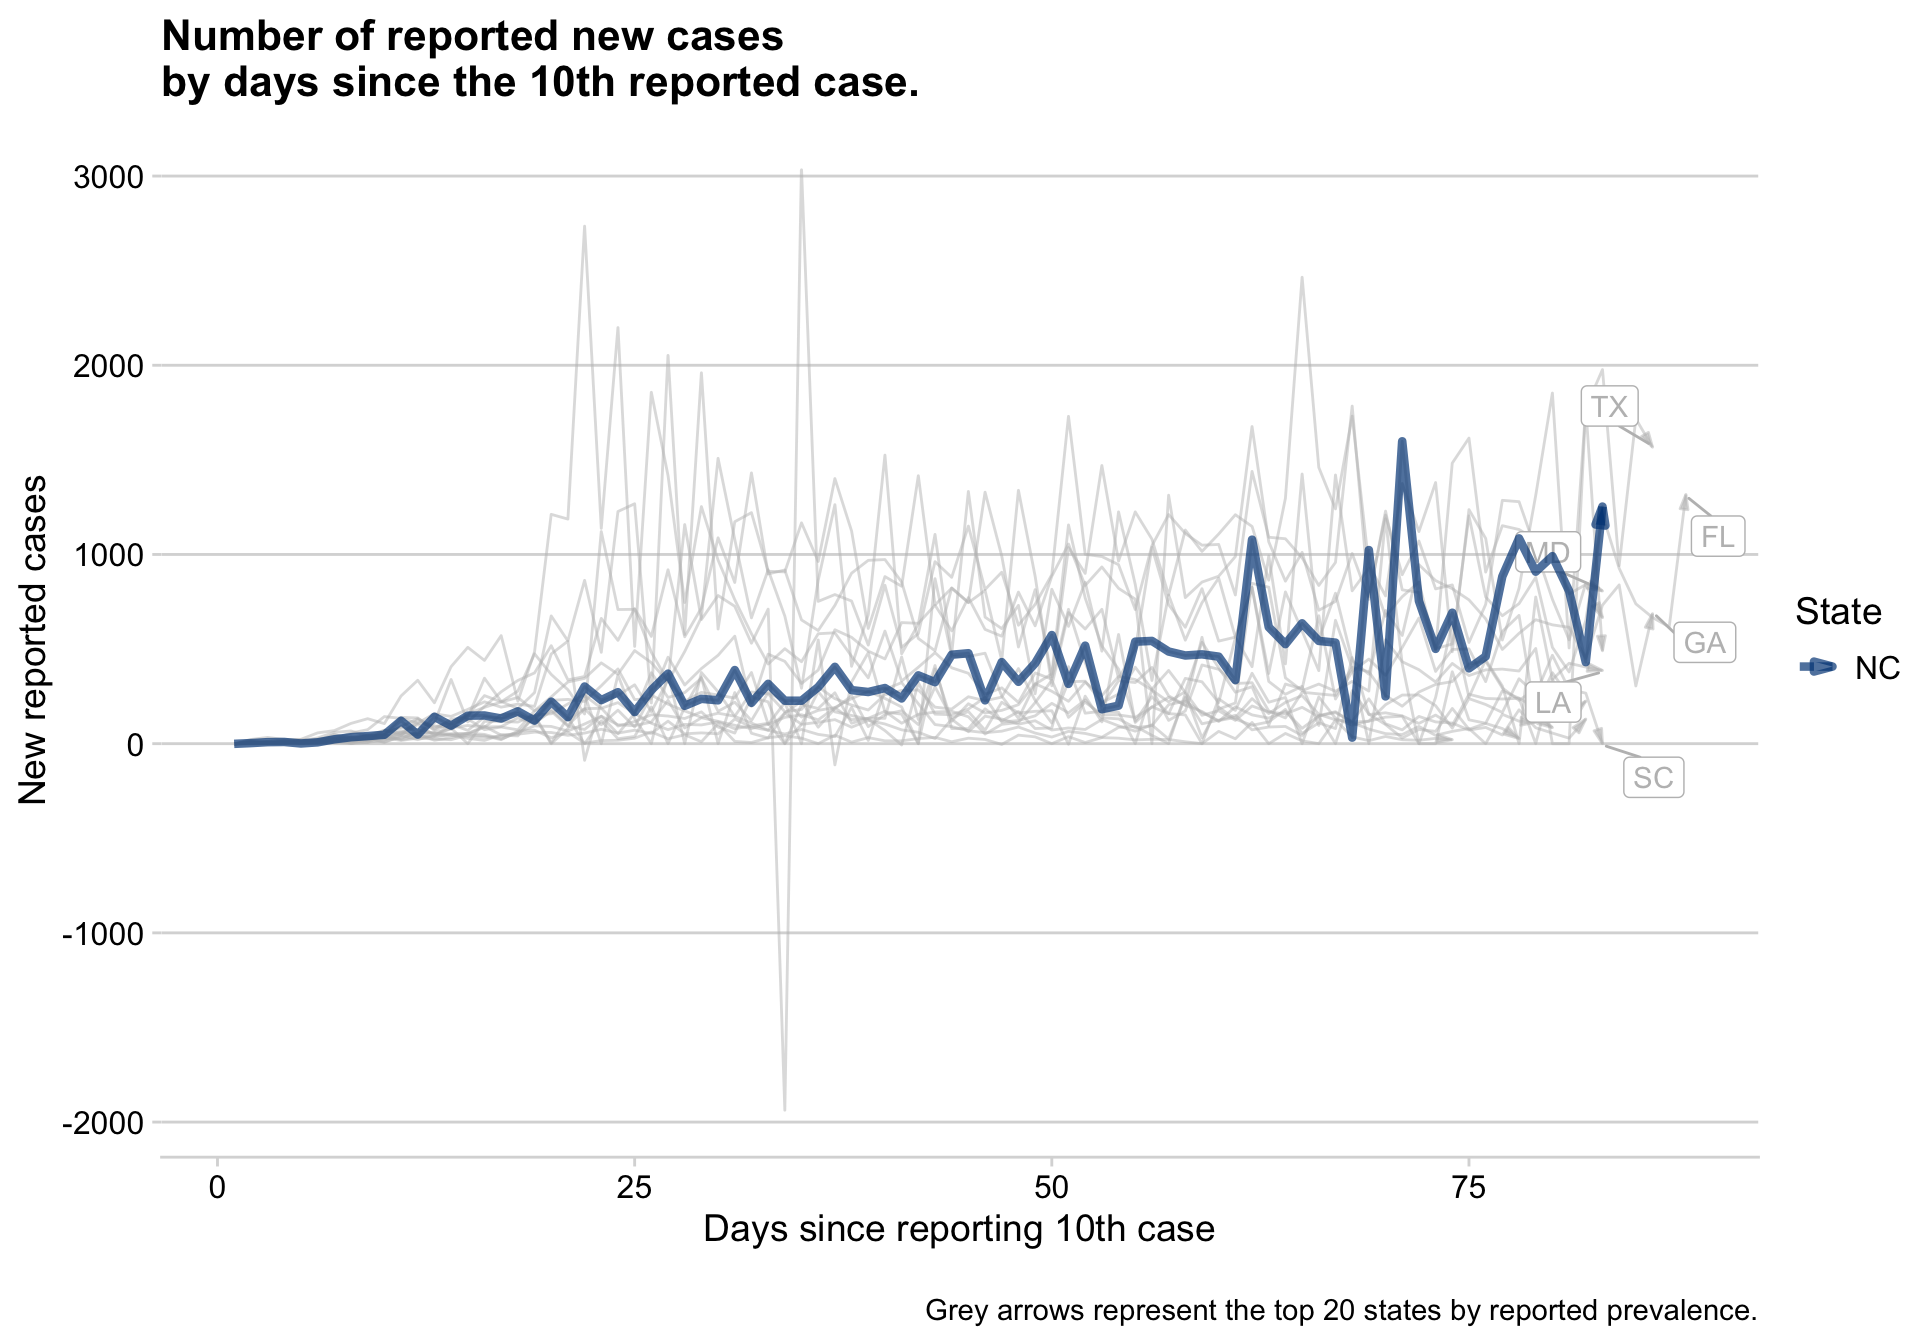 Number of reported new cases
by days since the 10th reported case.
New reported cases
3000
2000
1000
0
-1000
-2000
TX
FL
MD
GA
LA
SC
State
NC
0
25
50
75
Days since reporting 10th case
Grey arrows represent the top 20 states by reported prevalence.